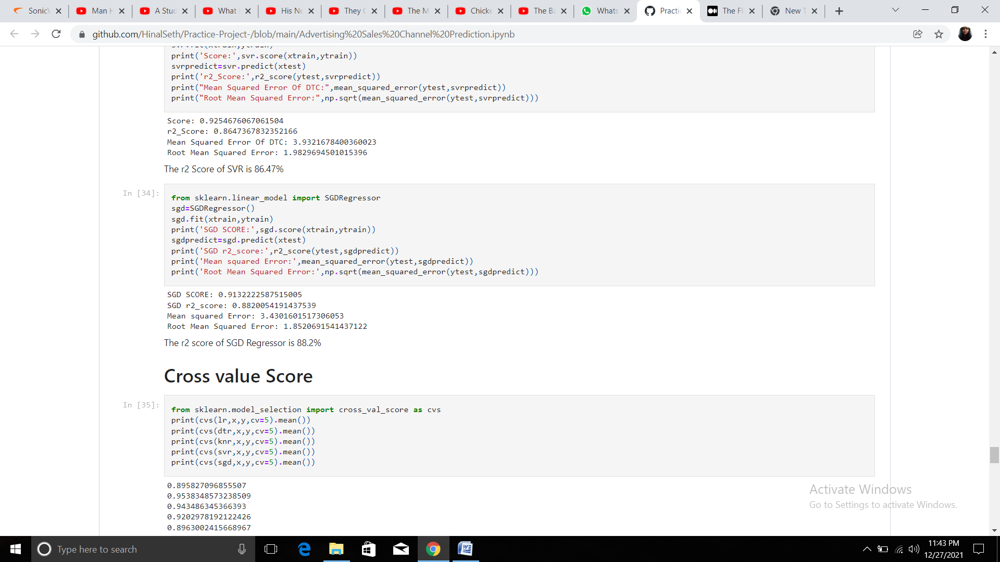 SonicW
Man H
A Stud
What
His Ne
They C
The M
Chicke
The Ba
Whats
Practic
The Fl
New T
github.com/HinalSeth/Practice-Project-/blob/main/Advertising%20Sales%20Channel%20Prediction.ipynb
svr.fit(xtrain,ytrain)
print('Score:',svr.score(xtrain,ytrain))
svrpredict=svr.predict(xtest)
print('r2_Score:',r2_score(ytest,svrpredict))
print("Mean Squared Error Of DTC:",mean_squared_error(ytest,svrpredict))
print("Root Mean Squared Error:",np.sqrt(mean_squared_error(ytest,svrpredict)))
Score: 0.9254676067061504
r2_Score: 0.8647367832352166
Mean Squared Error Of DTC: 3.9321678400360023
Root Mean Squared Error: 1.9829694501015396
The r2 Score of SVR is 86.47%
In [34]:
from sklearn.linear_model import SGDRegressor
sgd=SGDRegressor()
sgd.fit(xtrain,ytrain)
print('SGD SCORE:',sgd.score(xtrain,ytrain))
sgdpredict=sgd.predict(xtest)
print('SGD r2_score:',r2_score(ytest,sgdpredict))
print('Mean squared Error:',mean_squared_error(ytest,sgdpredict))
print('Root Mean Squared Error:',np.sqrt(mean_squared_error(ytest,sgdpredict)))
SGD SCORE: 0.9132222587515005
SGD r2_score: 0.8820054191437539
Mean squared Error: 3.4301601517306053
Root Mean Squared Error: 1.8520691541437122
The r2 score of SGD Regressor is 88.2%
Cross value Score
In [35]:
from sklearn.model_selection import cross_val_score as cvs
print(cvs(lr,x,y,cv=5).mean())
print(cvs(dtr,x,y,cv=5).mean())
print(cvs(knr,x,y,cv=5).mean())
print(cvs(svr,x,y,cv=5).mean())
print(cvs(sgd,x,y,cv=5).mean())
0.895827096855507
0.9538348573238509
0.943486345366393
0.9202978192122426
0.8963002415668967
Activate Windows
Go to Settings to activate Windows.
Type here to search
11:43 PM
12/27/2021